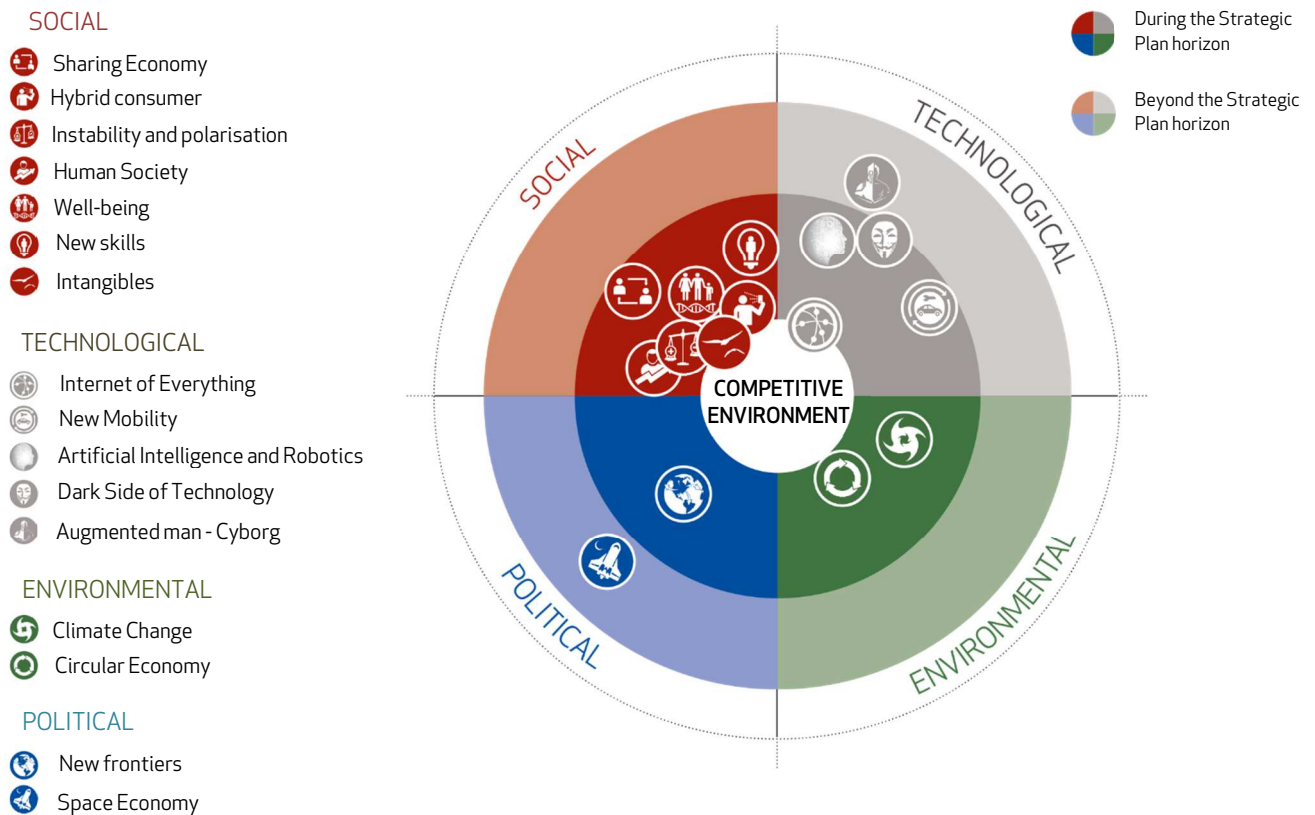 SOCIAL
Sharing Economy
Hybrid consumer
Instability and polarisation
Human Society
Well-being
New skills
Intangibles
TECHNOLOGICAL
Internet of Everything
New Mobility
Artificial Intelligence and Robotics
Dark Side of Technology
Augmented man - Cyborg
ENVIRONMENTAL
Climate Change
Circular Economy
POLITICAL
New frontiers
Space Economy
SOCIAL
TECHNOLOGICAL
COMPETITIVE
ENVIRONMENT
POLITICAL
ENVIRONMENTAL
During the Strategic
Plan horizon
Beyond the Strategic
Plan horizon